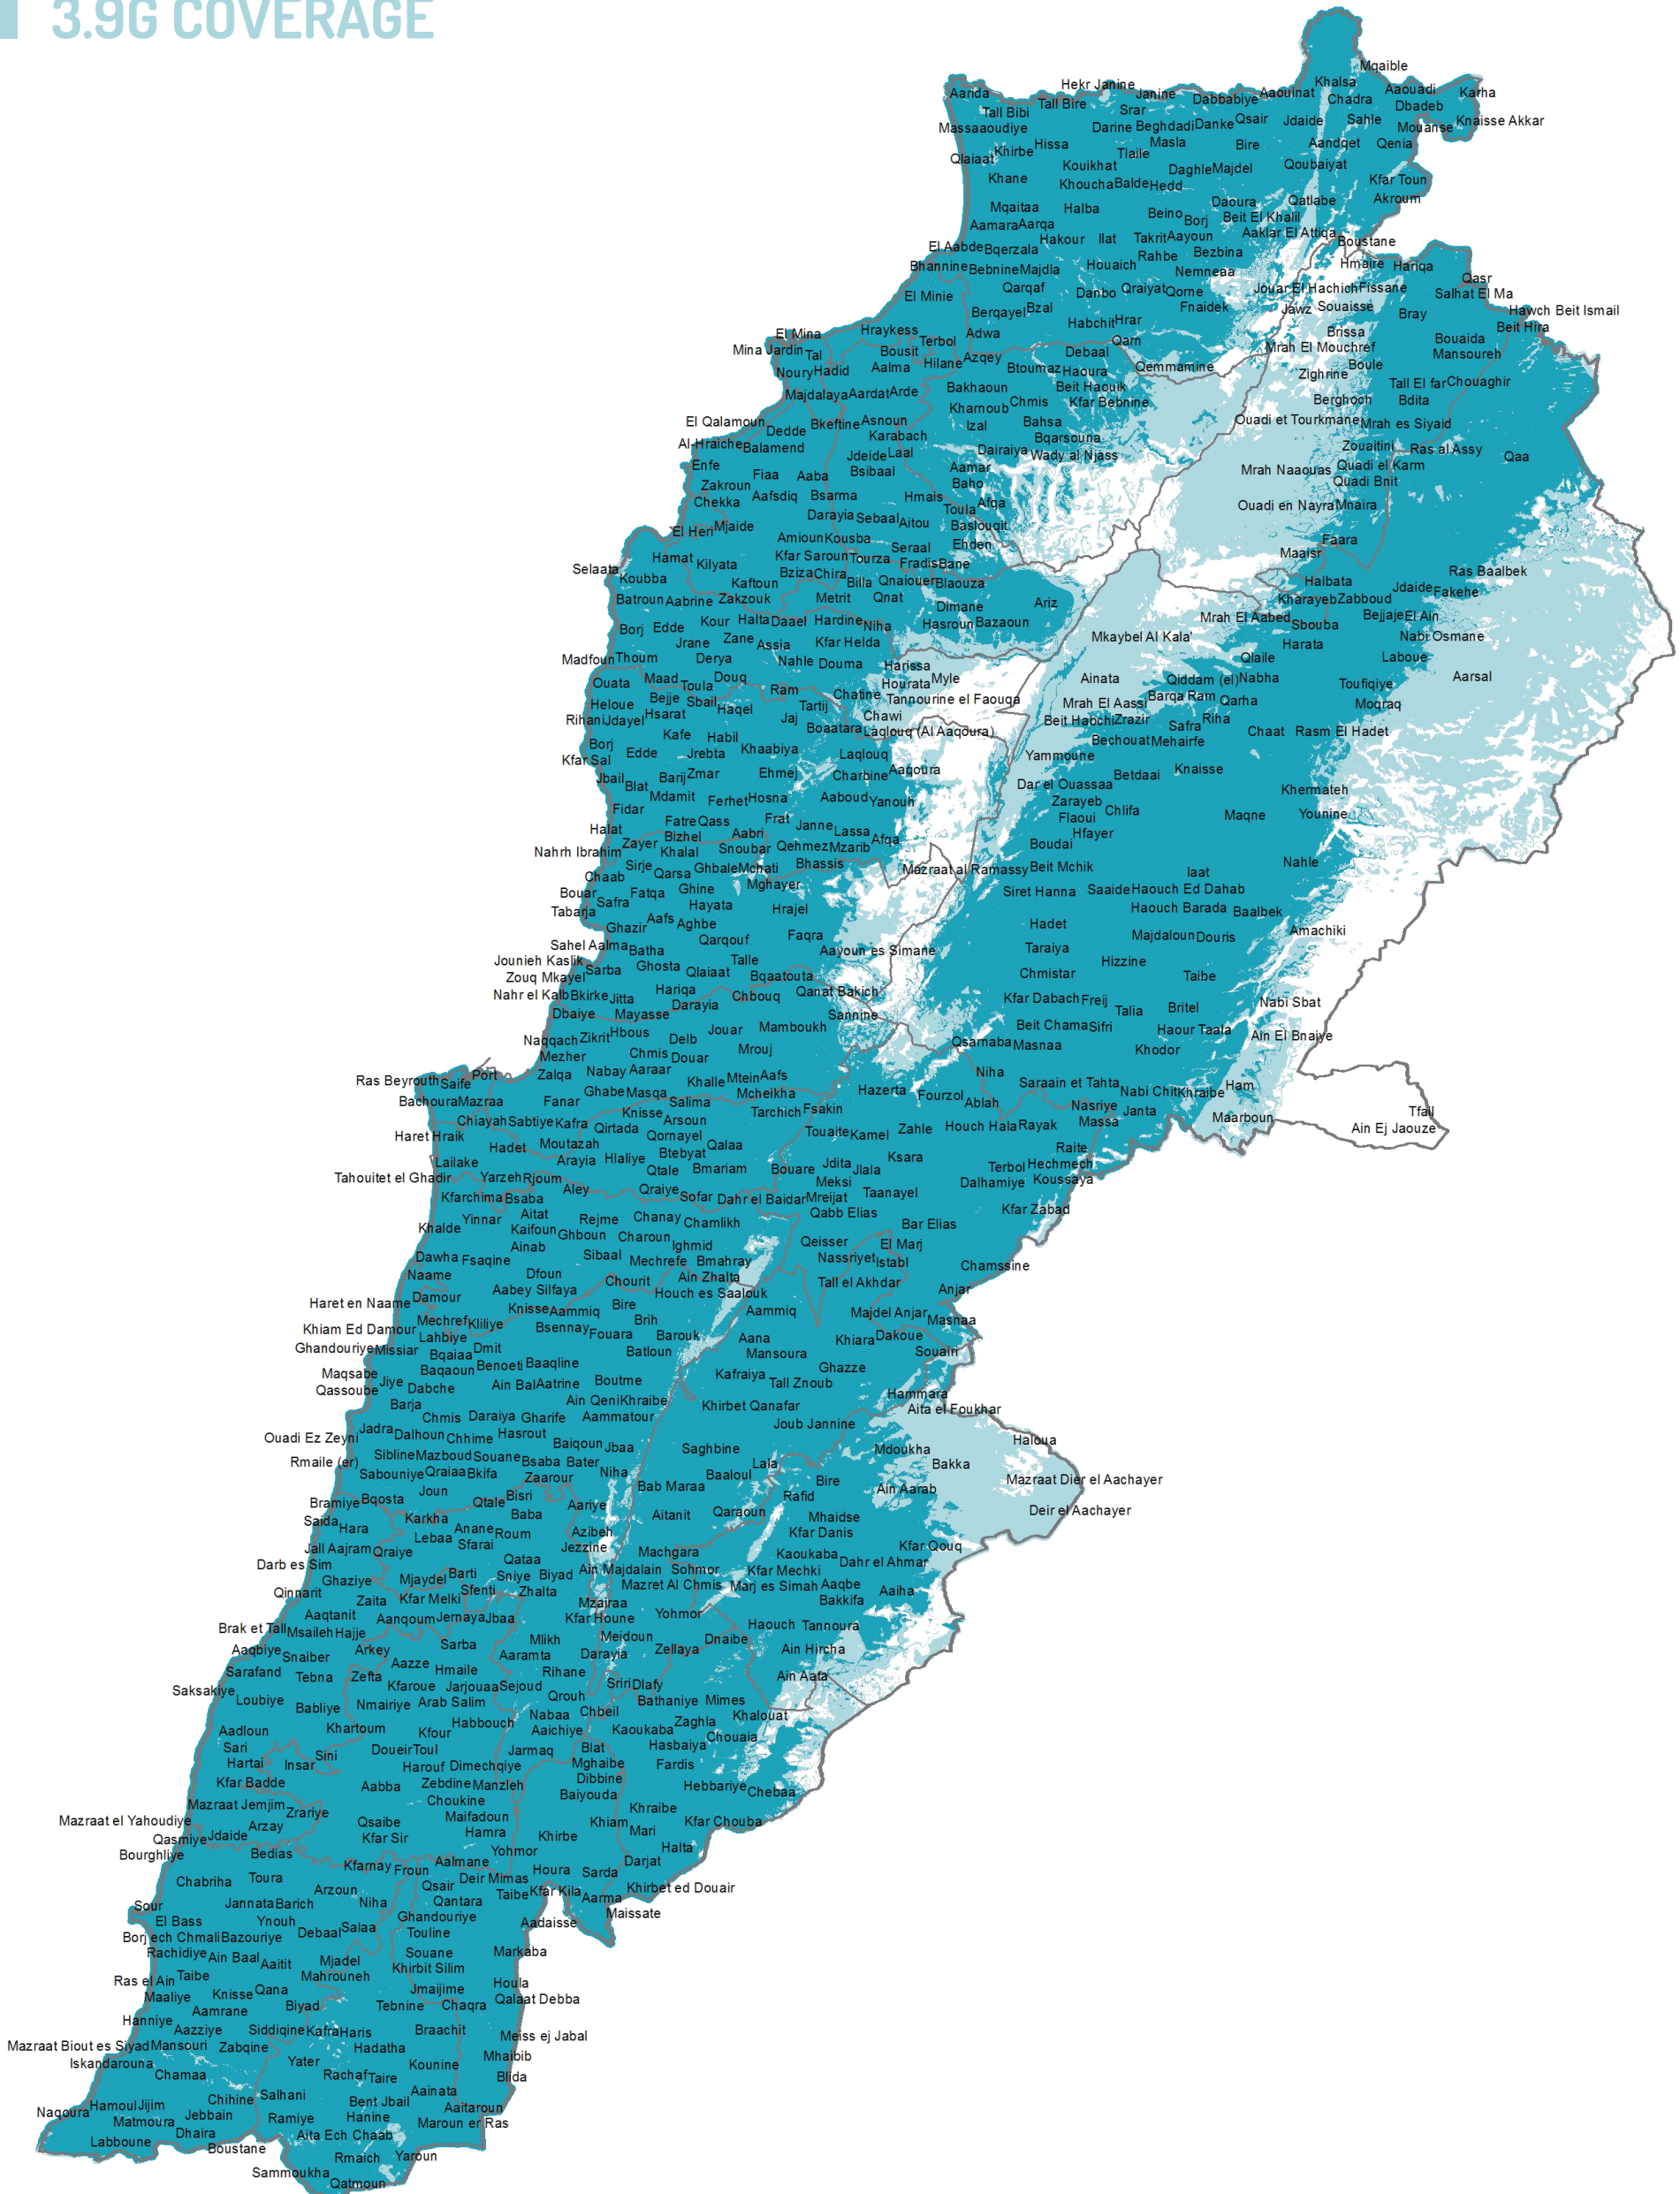 3.9G COVERAGE
Mqaible
Khalsa
Hekr Janine
Aarida
Janine
Dabbabiye
Aaouinat
Chadra
Aaouadi
Karha
Tall Bire
Tall Bibi
Srar
Dbadeb
Massaaoudiye
Darine
Beghdadi
Danke
Qsair
Jdaide
Sahle
Mouanse
Knaisse Akkar
Hissa
Masla
Bire
Aandqet
Qenia
Khirbe
Tlaile
Qlaiaat
Kouikhat
Daghle
Majdel
Qoubaiyat
Khane
Khoucha
Balde
Hedd
Kfar Toun
Akroum
Mqaitaa
Halba
Beino
Borj
Daoura
Qatlabe
Beit El Khalil
Aamara
Aarqa
Hakour
Ilat
Takrit
Aayoun
Aaklar El Attiqa
Boustane
El Aabde
Bqerzala
Rahbe
Bezbina
Bhannine
Bebnine
Majdla
Houaich
Nemneaa
Hmaire
Hariqa
Qasr
El Minie
Qarqaf
Danbo
Qraiyat
Qorne
Jouar El Hachich
Fissane
Salhat El Ma
Berqayel
Bzal
Fnaidek
Jawz
Souaisse
Bray
Hawch Beit Ismail
Beit Hira
Habchit
Hrar
Brissa
Bouaida
El Mina
Hraykess
Terbol
Adwa
Qarn
Mrah El Mouchref
Mansoureh
Mina Jardin
Tal
Bousit
Hilane
Azqey
Debaal
Qemmamine
Boule
Noury
Hadid
Aalma
Btoumaz
Haoura
Zighrine
Tall El far
Chouaghir
Majdalaya
Aardat
Arde
Bakhaoun
Beit Haouik
Berghoch
Bdita
Kharnoub
Chmis
Kfar Bebnine
El Qalamoun
Dedde
Bkeftine
Asnoun
Izal
Bahsa
Ouadi et Tourkmane
Mrah es Siyaid
Al-Hraiche
Balamend
Karabach
Bqarsouna
Zouaitini
Ras al Assy
Jdeide
Laal
Dairaiya
Wady al Njass
Qaa
Enfe
Fiaa
Aaba
Bsibaal
Aamar
Mrah Naaouas
Quadi el Karm
Zakroun
Baho
Quadi Bnit
Chekka
Aafsdiq
Bsarma
Hmais
Toula
Afqa
Ouadi en Nayra
Mnaira
El Heri
Mjaide
Darayia
Sebaal
Aitou
Baslouqit
Amioun
Kousba
Seraal
Ehden
Faara
Hamat
Kilyata
Kfar Saroun
Tourza
Fradis
Bane
Maaisr
Selaata
Koubba
Kaftoun
Bziza
Chira
Billa
Qnaiouer
Blaouza
Halbata
Ras Baalbek
Batroun
Aabrine
Zakzouk
Metrit
Qnat
Dimane
Ariz
Kharayeb
Zabboud
Jdaide
Fakehe
Borj
Edde
Kour
Halta
Daael
Hardine
Niha
Hasroun
Bazaoun
Mrah El Aabed
Sbouba
Bejjaje
El Ain
Jrane
Zane
Assia
Kfar Helda
Mkaybel Al Kala'
Harata
Nabi Osmane
Madfoun
Thoum
Derya
Nahle
Douma
Harissa
Qlaile
Laboue
Ouata
Maad
Toula
Douq
Ram
Chatine
Hourata
Myle
Ainata
Qiddam (el)
Nabha
Toufiqiye
Aarsal
Heloue
Bejje
Sbail
Haqel
Tartij
Tannourine el Faouqa
Mrah El Aassi
Barqa Ram
Qarha
Moqraq
Rihani
Jdayel
Hsarat
Jaj
Boaatara
Chawi
Laqlouq (Al Aaqoura)
Beit Haochi
Zrazir
Safra
Riha
Chaat
Rasm El Hadet
Borj
Kafe
Habil
Khaabiya
Laqlouq
Yammoune
Bechouat
Mehairfe
Kfar Sal
Edde
Jrebta
Ehmej
Charbine
Aaqoura
Dar el Ouassaa
Betdaai
Knaisse
Jbail
Blat
Barij
Zmar
Khermateh
Fidar
Mdamit
Ferhet
Hosna
Aaboud
Yanouh
Zarayeb
Flaoui
Chlifa
Maqne
Younine
Halat
Fatre
Qass
Frat
Janne
Lassa
Afqa
Hfayer
Nahrh Ibrahim
Zayer
Bizhel
Aabri
Qehmez
Mzarib
Boudai
Khalal
Snoubar
Bhassis
Mazraat al Ramassy
Beit Mchik
Iaat
Nahle
Chaab
Sirje
Qarsa
Ghbale
Mchati
Siret Hanna
Saaide
Haouch Ed Dahab
Bouar
Safra
Fatqa
Ghine
Mghayer
Haouch Barada
Baalbek
Tabarja
Hayata
Hrajel
Hadet
Amachiki
Ghazir
Aafs
Aghbe
Faqra
Majdaloun
Douris
Sahel Aalma
Batha
Qarqouf
Aayoun es Simane
Taraiya
Hizzine
Jounieh Kaslik
Sarba
Ghosta
Qlaiaat
Talle
Bqaatouta
Chmistar
Taibe
Zouq Mkayel
Hariqa
Chbouq
Qanat Bakich
Nahr el Kalb
Bkirke
Jitta
Darayia
Kfar Dabach
Freij
Talia
Britel
Nabi Sbat
Dbaiye
Mayasse
Sannine
Beit Chama
Sifri
Haour Taala
Ain El Bnaiye
Naqqach
Zikrit
Hbous
Delb
Jouar
Mamboukh
Qsarnaba
Masnaa
Khodor
Mezher
Chmis
Douar
Mrouj
Niha
Ras Beyrouth
Saife
Port
Zalqa
Nabay
Aaraar
Khalle
Mtein
Aafs
Saraain et Tahta
Nabi Chit
Khraibe
Ham
Bachoura
Mazraa
Fanar
Ghabe
Masqa
Salima
Mcheikha
Hazerta
Fourzol
Ablah
Nasriye
Janta
Maarboun
Tfail
Chiyah
Sabtiye
Kafra
Knisse
Arsoun
Tarchich
Fsakin
Massa
Ain Ej Jaouze
Haret Hraik
Hadet
Moutazah
Qirtada
Qornayel
Qalaa
Touaite
Kamel
Zahle
Houch Hala
Rayak
Raite
Lailake
Arayia
Hlaliye
Btebyat
Bmariam
Bouare
Jdita
Jlala
Ksara
Terbol
Hechmech
Tahouitet el Ghadir
Yarzeh
Rjoum
Qtale
Meksi
Dalhamiye
Koussaya
Kfarchima
Bsaba
Aley
Qraiye
Sofar
Dahr el Baidar
Mreijat
Taanayel
Kfar Zabad
Khalde
Yinnar
Aitat
Rejme
Chanay
Chamlikh
Qabb Elias
Bar Elias
Kaifoun
Ghboun
Charoun
Ighmid
Qeisser
El Marj
Dawha
Fsaqine
Ainab
Sibaal
Mechrefe
Bmahray
Nassriyet
Istabl
Chamssine
Naame
Dfoun
Chourit
Ain Zhalta
Tall el Akhdar
Anjar
Haret en Naame
Damour
Aabey
Silfaya
Houch es Saalouk
Khiam Ed Damour
Mechref
Kliliye
Knisse
Aammiq
Bire
Brih
Aammiq
Majdel Anjar
Masnaa
Ghandouriye
Missiar
Lahbiye
Bsennay
Fouara
Barouk
Aana
Khiara
Dakoue
Bqaiaa
Dmit
Batloun
Mansoura
Souairi
Maqsabe
Jiye
Baqaoun
Benoeti
Baaqline
Kafraiya
Ghazze
Qassoube
Dabche
Ain Bal
Aatrine
Boutme
Tall Znoub
Hammara
Barja
Ain Qeni
Khraibe
Khirbet Qanafar
Aita el Foukhar
Chmis
Daraiya
Gharife
Aammatour
Joub Jannine
Ouadi Ez Zeyni
Jadra
Dalhoun
Chhime
Hasrout
Baiqoun
Jbaa
Saghbine
Mdoukha
Haloua
Rmaile (er)
Sibline
Mazboud
Souane
Bsaba
Bater
Lala
Bakka
Sabouniye
Qraiaa
Bkifa
Zaarour
Niha
Baaloul
Bire
Mazraat Dier el Aachayer
Joun
Bab Maraa
Rafid
Ain Aarab
Bramiye
Bqosta
Qtale
Bisri
Aariye
Deir el Aachayer
Saida
Hara
Karkha
Anane
Baba
Aitanit
Qaraoun
Mhaidse
Lebaa
Sfarai
Roum
Azibeh
Kfar Danis
Jall Aajram
Qraiye
Jezzine
Machgara
Kaoukaba
Kfar Qouq
Darb es Sim
Qataa
Dahr el Ahmar
Ghaziye
Mjaydel
Barti
Sniye
Biyad
Ain Majdalain
Sohmor
Kfar Mechki
Qinnarit
Zaita
Kfar Melki
Sfenti
Zhalta
Mazret Al Chmis
Marj es Simah
Aaqbe
Aaiha
Aaqtanit
Aanqoum
Jernaya
Jbaa
Mzairaa
Bakkifa
Brak et Tall
Msaileh
Hajje
Kfar Houne
Yohmor
Haouch
Tannoura
Aaqbiye
Snaiber
Arkey
Sarba
Mlikh
Meidoun
Dnaibe
Ain Hircha
Sarafand
Tebna
Zefta
Aazze
Hmaile
Aaramta
Darayia
Zellaya
Saksakiye
Kfaroue
Jarjouaa
Sejoud
Rihane
Sriri
Dlafy
Ain Aata
Loubiye
Babliye
Nmairiye
Arab Salim
Qrouh
Bathaniye
Mimes
Aadloun
Khartoum
Kfour
Habbouch
Nabaa
Chbeil
Zaghla
Khalouat
Aaichiye
Kaoukaba
Chouaia
Sari
Sini
Doueir
Toul
Jarmaq
Blat
Hasbaiya
Hartai
Insar
Harouf
Dimechqiye
Mghaibe
Fardis
Kfar Badde
Aabba
Zebdine
Manzleh
Dibbine
Hebbariye
Chebaa
Baiyouda
Mazraat Jemjim
Zrariye
Choukine
Khraibe
Mazraat el Yahoudiye
Arzay
Qsaibe
Maifadoun
Khiam
Mari
Kfar Chouba
Qasmiye
Jdaide
Kfar Sir
Hamra
Khirbe
Bourghliye
Bedias
Yohmor
Halta
Kfarnay
Froun
Aalmane
Darjat
Chabriha
Toura
Qsair
Deir Mimas
Houra
Sarda
Arzoun
Taibe
Kfar Kila
Aarma
Khirbet ed Douair
Sour
Jannata
Barich
Niha
Qantara
Maissate
El Bass
Ynouh
Ghandouriye
Aadaisse
Borj ech Chmali
Bazouriye
Debaal
Salaa
Touline
Rachidiye
Ain Baal
Aaitit
Mjadel
Souane
Markaba
Ras el Ain
Taibe
Mahrouneh
Khirbit Silim
Maaliye
Knisse
Qana
Jmaijime
Houla
Aamrane
Biyad
Tebnine
Chaqra
Qalaat Debba
Hanniye
Aazziye
Siddiqine
Kafra
Haris
Braachit
Meiss ej Jabal
Mazraat Biout es Siyad
Mansouri
Zabqine
Hadatha
Iskandarouna
Yater
Kounine
Mhaibib
Chamaa
Rachaf
Taire
Blida
Chihine
Salhani
Aainata
Naqoura
Hamoul
Jijim
Bent Jbail
Aaitaroun
Matmoura
Jebbain
Ramiye
Hanine
Maroun er Ras
Labboune
Dhaira
Aita Ech Chaab
Boustane
Rmaich
Yaroun
Sammoukha
Qatmoun